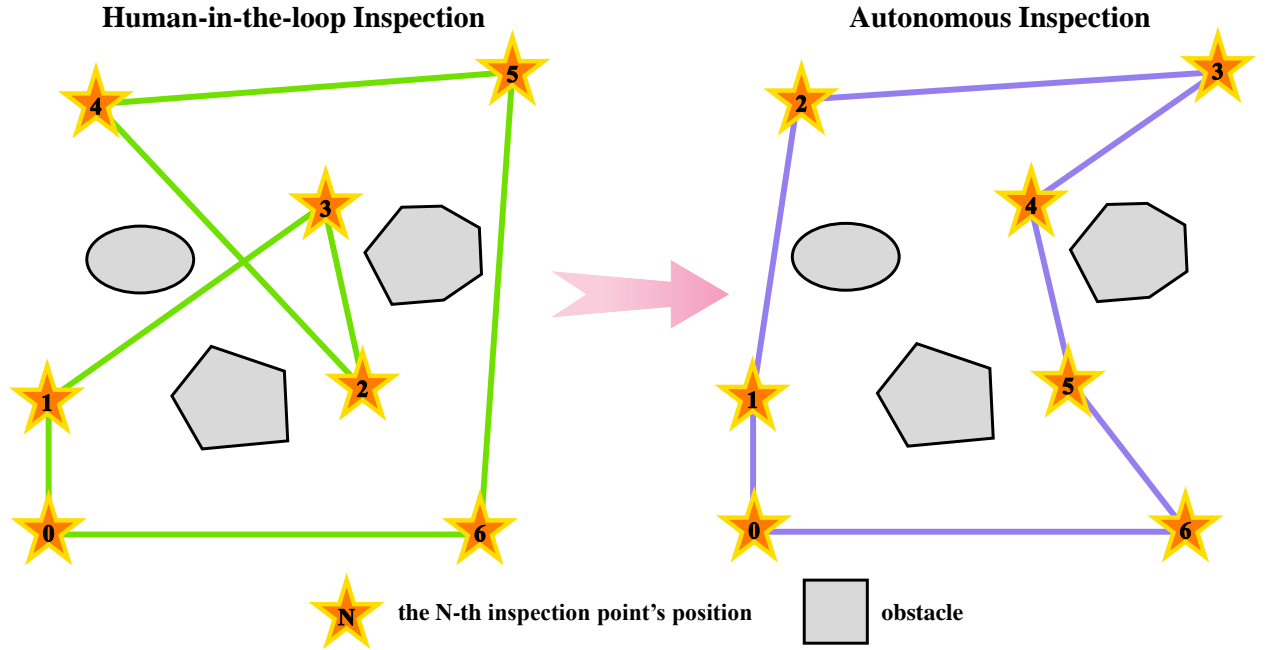 Human-in-the-loop Inspection
Autonomous Inspection
5
4
3
1
2
0
6
3
2
4
5
1
0
6
N
the N-th inspection point's position
obstacle